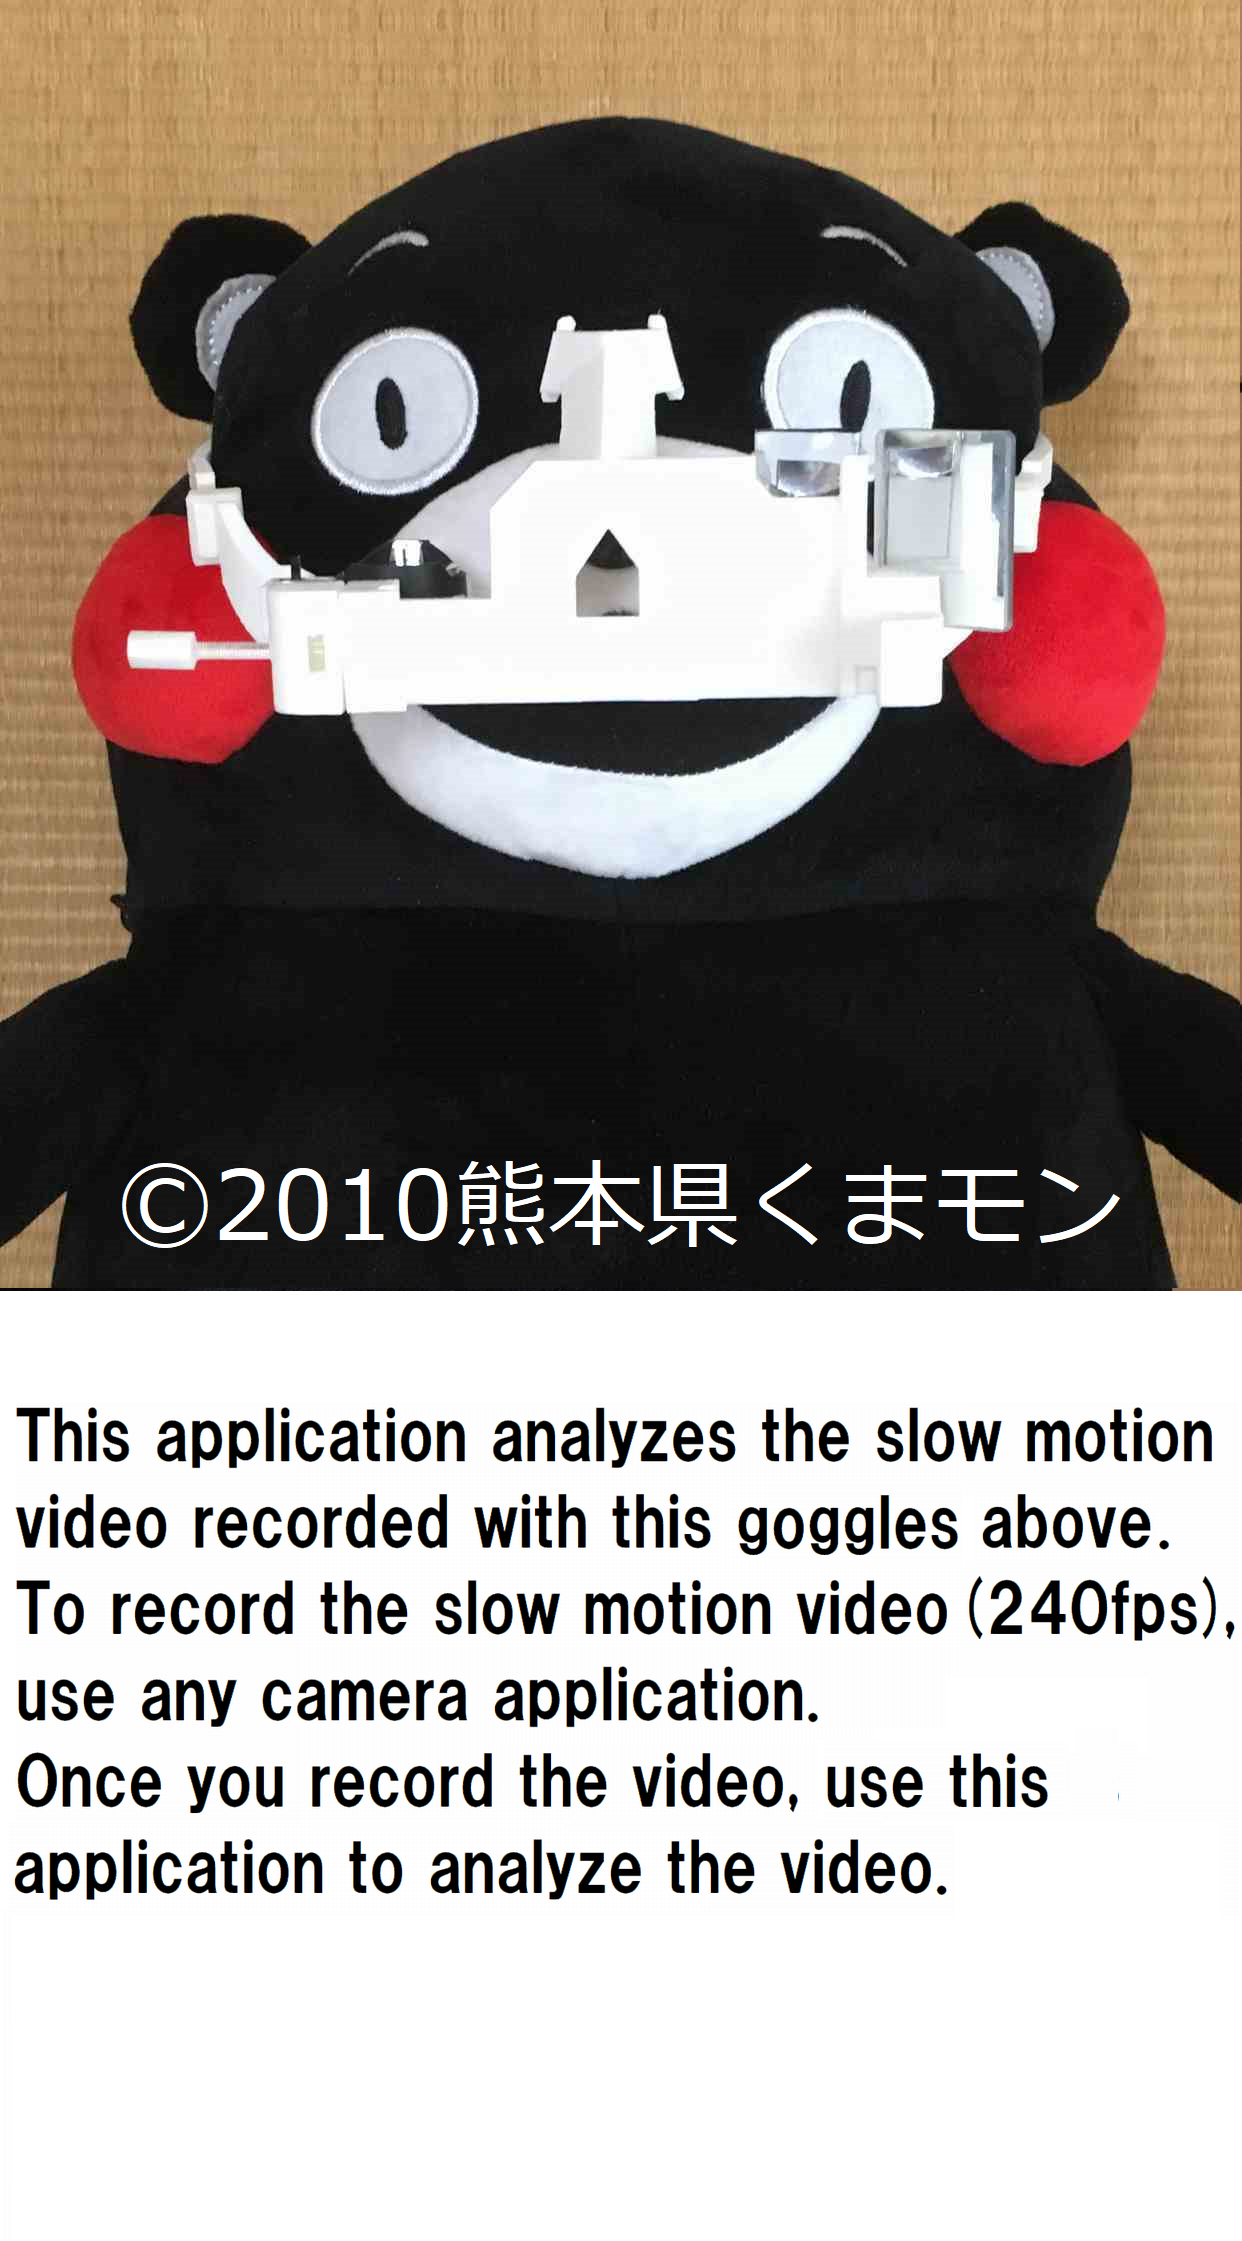 ©2010熊本県くまモン
This application analyzes the slow motion
video recorded with this goggles above.
To record the slow motion video (240fps),
use any camera application.
Once you record the video, use this
application to analyze the video.